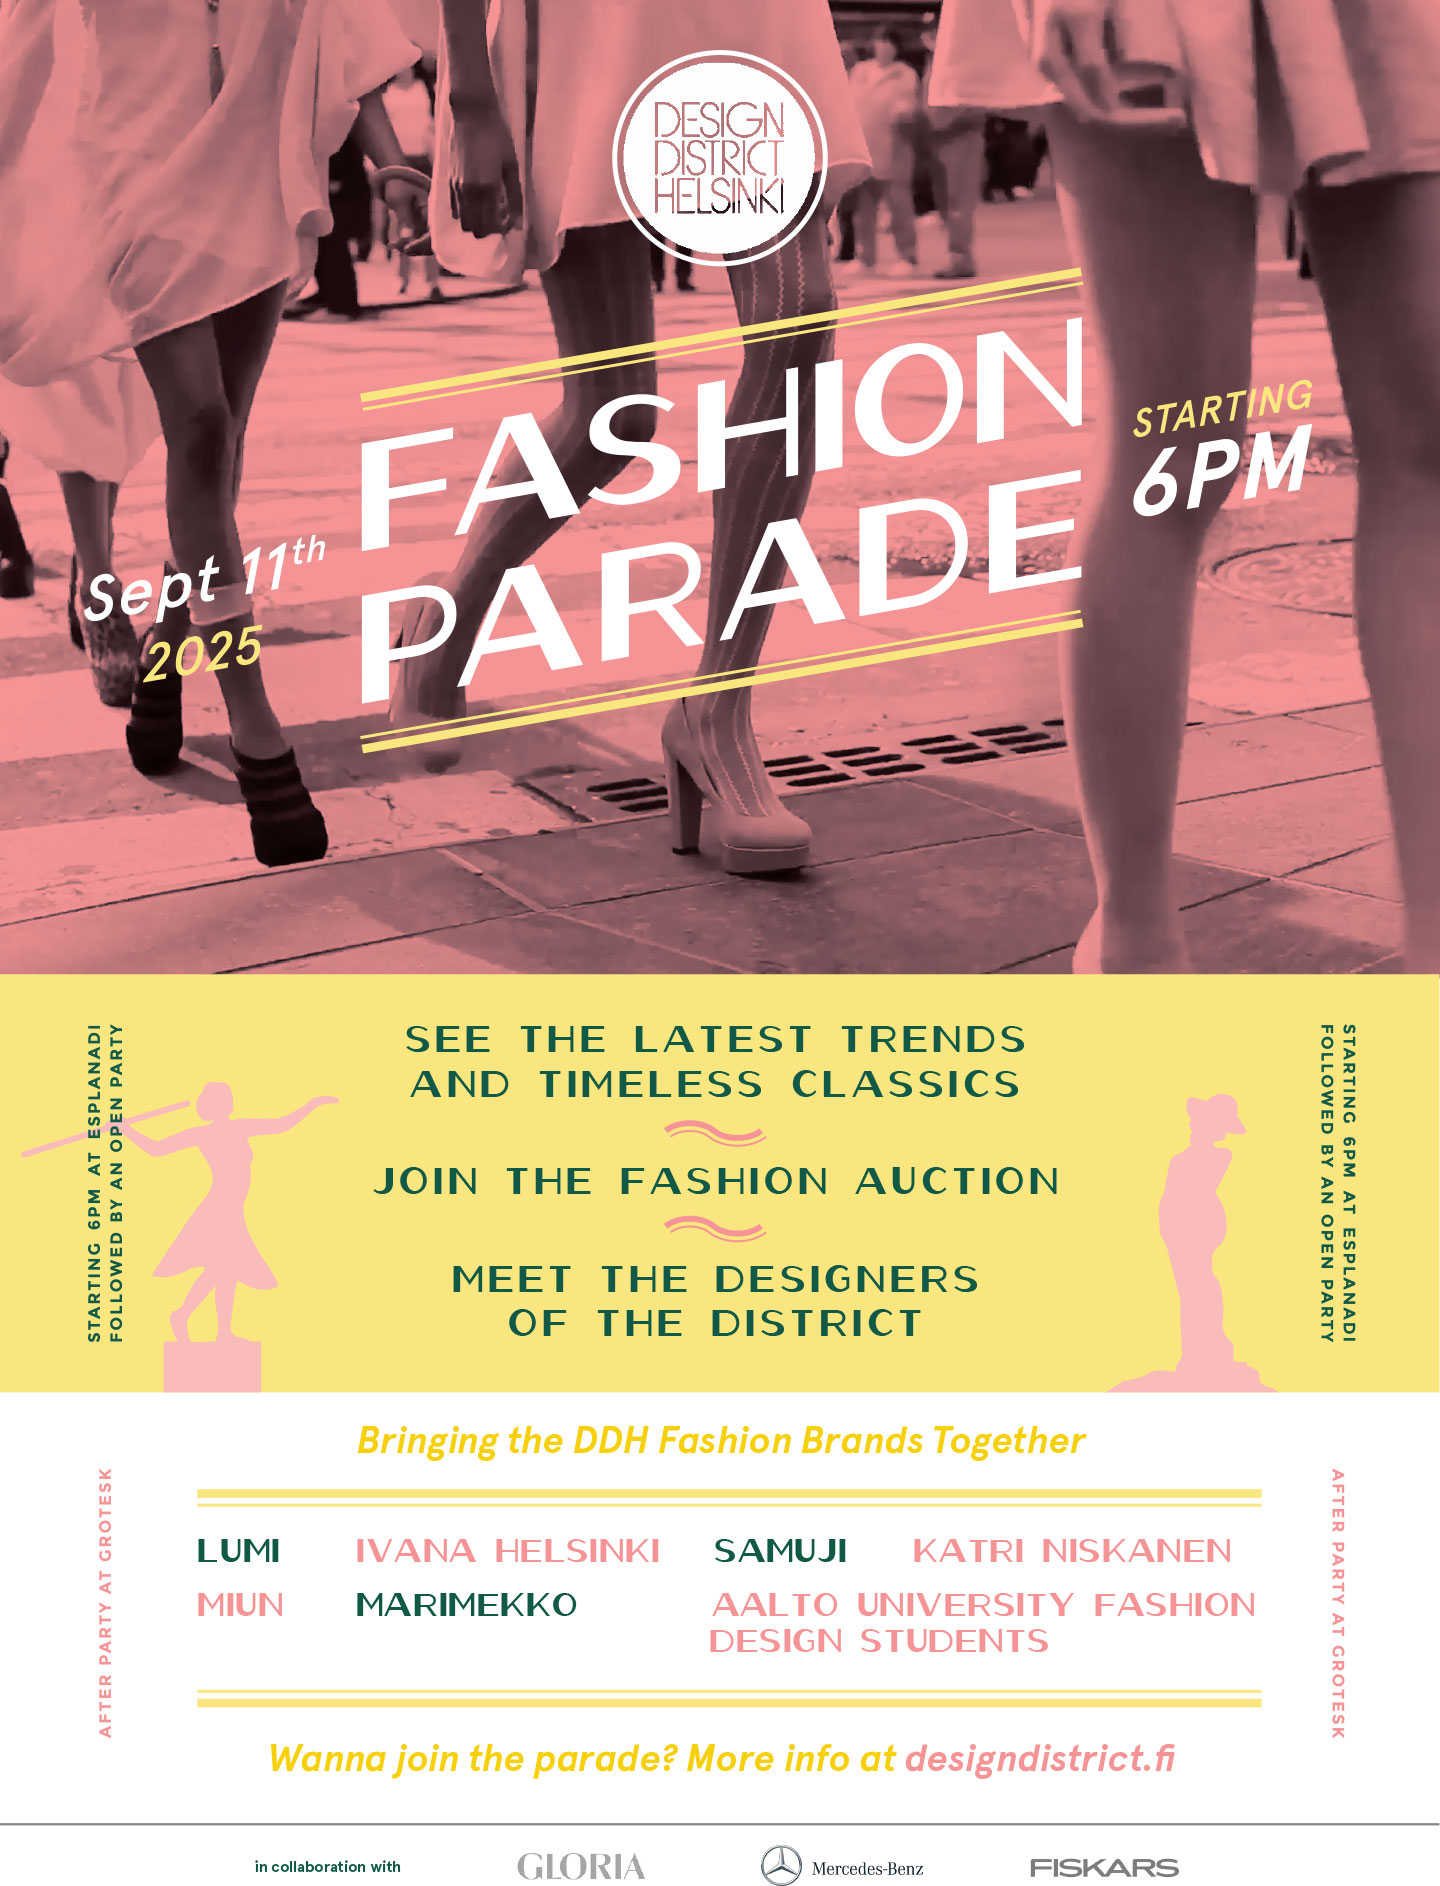 DESIGN
DISTRICT
HELSINKI
FASHION
PARADE
STARTING
6PM
Sept 11th
2025
STARTING 6PM AT ESPLANADI
FOLLOWED BY AN OPEN PARTY
SEE THE LATEST TRENDS
AND TIMELESS CLASSICS
JOIN THE FASHION AUCTION
MEET THE DESIGNERS
OF THE DISTRICT
STARTING 6PM AT ESPLANADI
FOLLOWED BY AN OPEN PARTY
Bringing the DDH Fashion Brands Together
AFTER PARTY AT GROTESK
LUMI IVANA HELSINKI SAMUJI KATRI NISKANEN
MIUN MARIMEKKO AALTO UNIVERSITY FASHION
DESIGN STUDENTS
AFTER PARTY AT GROTESK
Wanna join the parade? More info at designdistrict.fi
in collaboration with GLORIA Mercedes-Benz FISKARS